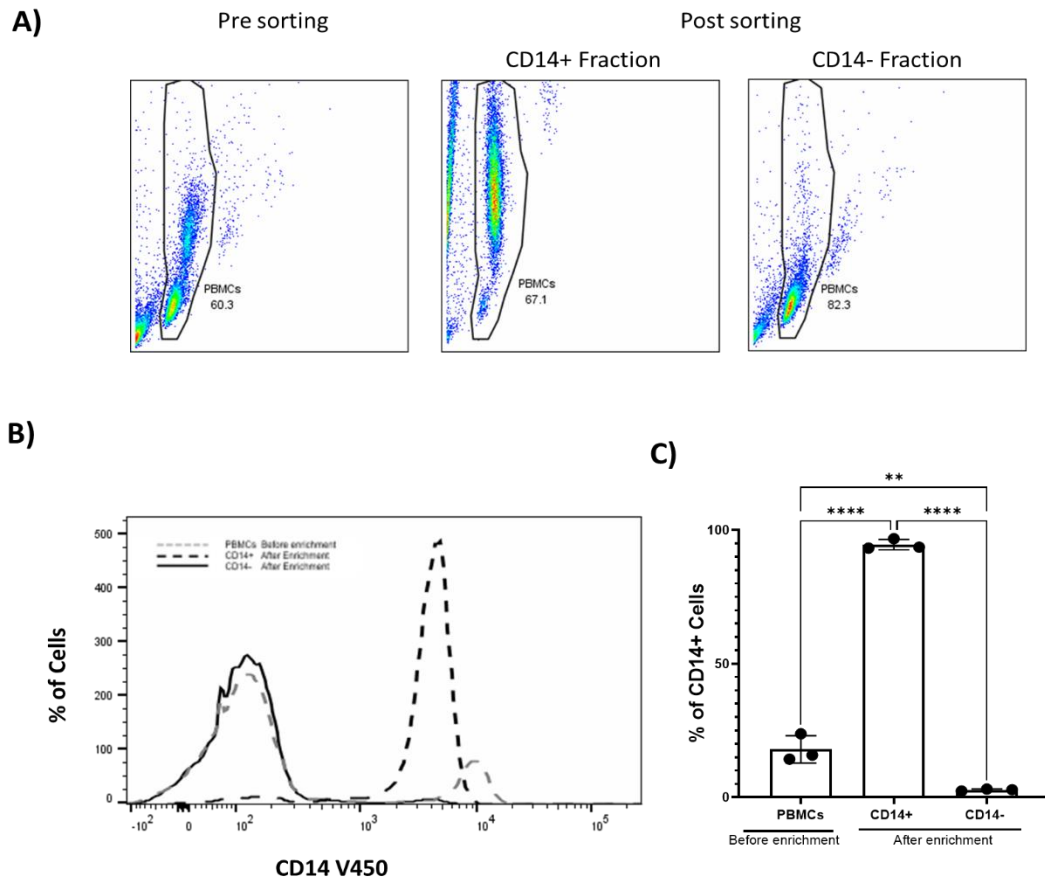 A)
Pre sorting
Post sorting
CD14+ Fraction
CD14- Fraction
PBMCs
60.3
PBMCs
67.1
PBMCs
82.3
B)
% of Cells
500
400
300
200
100
0
PBMCs Before enrichment
CD14+ After Enrichment
CD14- After Enrichment
-10²
0
10²
10³
10⁴
10⁵
CD14 V450
C)
**
**** ****
% of CD14+ Cells
100
50
0
PBMCs CD14+ CD14-
Before enrichment After enrichment